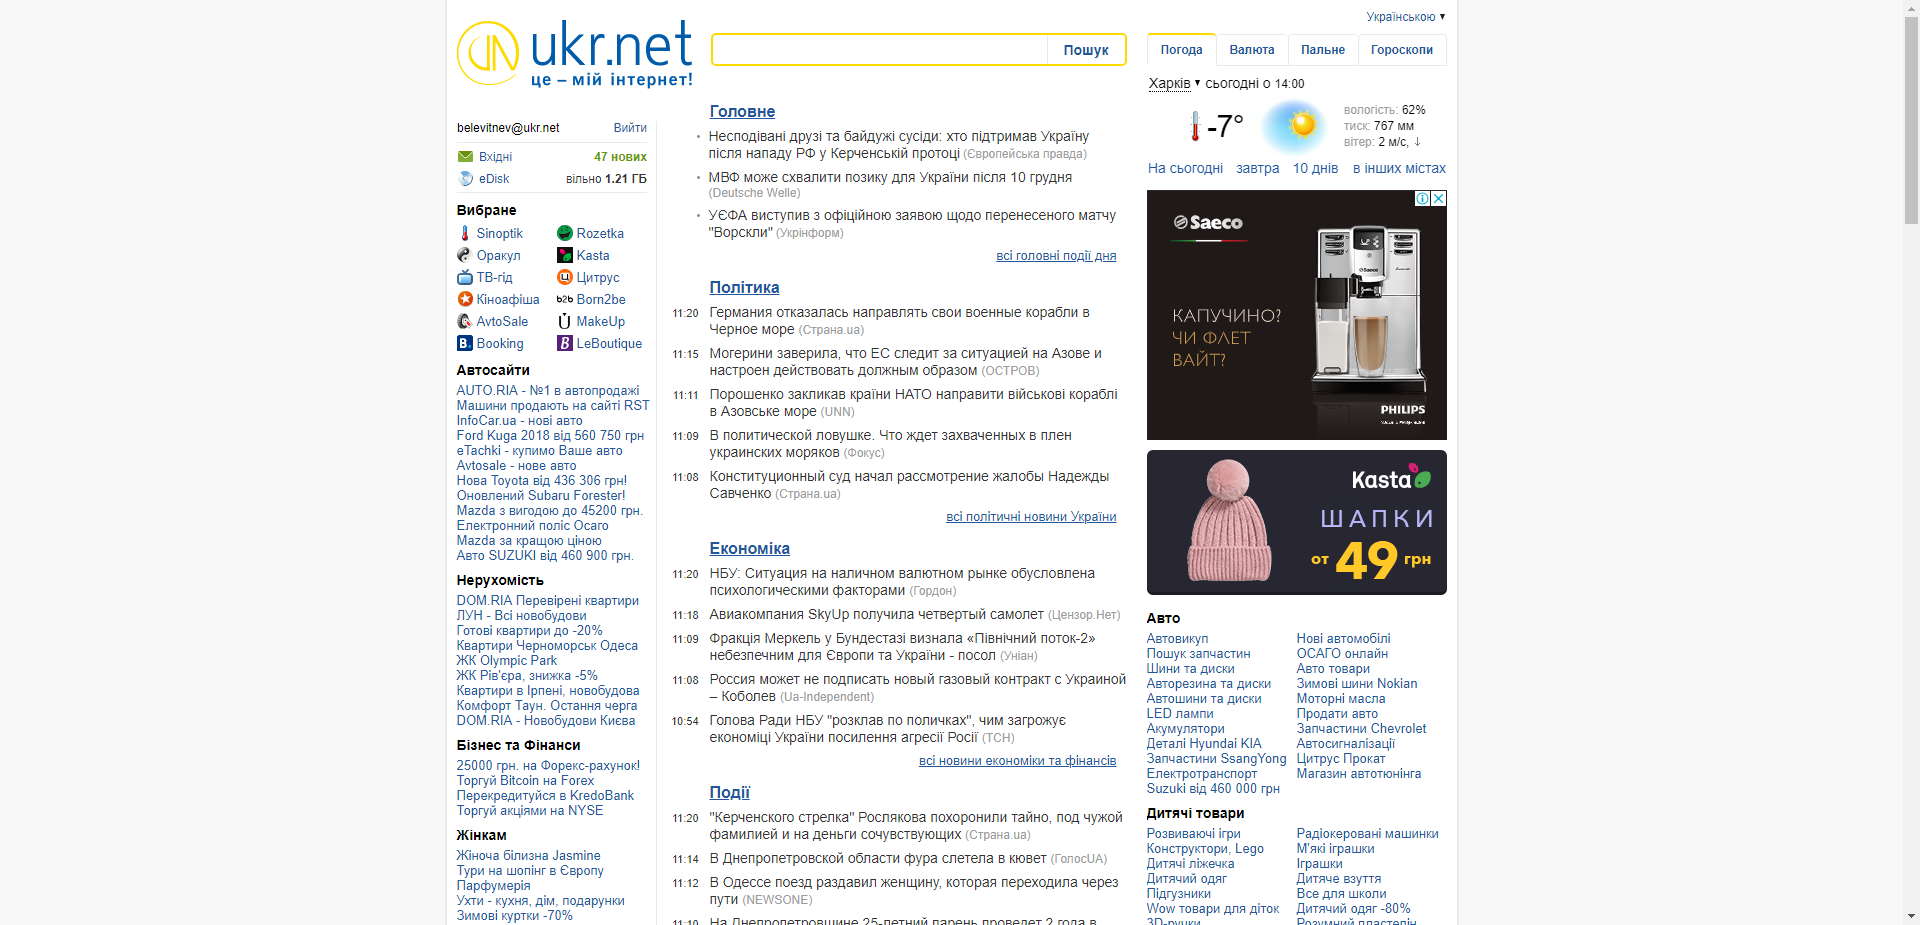 Українською ▼
ukr.net
це – мій інтернет!
Пошук
Погода Валюта Пальне Гороскопи
Харків ▼ сьогодні о 14:00
-7°
вологість: 62%
тиск: 767 мм
вітер: 2 м/с, ↓
На сьогодні завтра 10 днів в інших містах
belevitnev@ukr.net Вийти
Вхідні 47 нових
eDisk вільно 1.21 ГБ
Вибране
Sinoptik Rozetka
Оракул Kasta
ТВ-гід Цитрус
Кіноафіша Born2be
AvtoSale MakeUp
Booking LeBoutique
Автосайти
AUTO.RIA - №1 в автопродажі
Машини продають на сайті RST
InfoCar.ua - нові авто
Ford Kuga 2018 від 560 750 грн
eTachki - купимо Ваше авто
Avtosale - нове авто
Нова Toyota від 436 306 грн!
Оновлений Subaru Forester!
Mazda з вигодою до 45200 грн.
Електронний поліс Осаго
Mazda за кращою ціною
Авто SUZUKI від 460 900 грн.
Нерухомість
DOM.RIA Перевірені квартири
ЛУН - Всі новобудови
Готові квартири до -20%
Квартири Черноморськ Одеса
ЖК Olympic Park
ЖК Рів'єра, знижка -5%
Квартири в Ірпені, новобудова
Комфорт Таун. Остання черга
DOM.RIA - Новобудови Києва
Бізнес та Фінанси
25000 грн. на Форекс-рахунок!
Торгуй Bitcoin на Forex
Перекредитуйся в KredoBank
Торгуй акціями на NYSE
Жінкам
Жіноча білизна Jasmine
Тури на шопінг в Європу
Парфумерія
Ухти - кухня, дім, подарунки
Зимові куртки -70%
Головне
Несподівані друзі та байдужі сусіди: хто підтримав Україну
після нападу РФ у Керченській протоці (Європейська правда)
МВФ може схвалити позику для України після 10 грудня
(Deutsche Welle)
УЄФА виступив з офіційною заявою щодо перенесеного матчу
"Ворскли" (Укрінформ)
всі головні події дня
Політика
11:20 Германия отказалась направлять свои военные корабли в
Черное море (Страна.ua)
11:15 Могерини заверила, что ЕС следит за ситуацией на Азове и
настроен действовать должным образом (ОСТРОВ)
11:11 Порошенко закликав країни НАТО направити військові кораблі
в Азовське море (UNN)
11:09 В политической ловушке. Что ждет захваченных в плен
украинских моряков (Фокус)
11:08 Конституционный суд начал рассмотрение жалобы Надежды
Савченко (Страна.ua)
всі політичні новини України
Економіка
11:20 НБУ: Ситуация на наличном валютном рынке обусловлена
психологическими факторами (Гордон)
11:18 Авиакомпания SkyUp получила четвертый самолет (Цензор.Нет)
11:09 Фракція Меркель у Бундестазі визнала «Північний поток-2»
небезпечним для Європи та України - посол (Уніан)
11:08 Россия может не подписать новый газовый контракт с Украиной
– Коболев (Ua-Independent)
10:54 Голова Ради НБУ "розклав по поличках", чим загрожує
економіці України посилення агресії Росії (ТСН)
всі новини економіки та фінансів
Події
11:20 "Керченского стрелка" Рослякова похоронили тайно, под чужой
фамилией и на деньги сочувствующих (Страна.ua)
11:14 В Днепропетровской области фура слетела в кювет (ГолосUA)
11:12 В Одессе поезд раздавил женщину, которая переходила через
пути (NEWSONE)
11:10 На Днепропетровщине 25-летний парень проведет 2 года в
Saeco
КАПУЧИНО?
ЧИ ФЛЕТ
ВАЙТ?
PHILIPS
Kasta
ШАПКИ
от 49 грн
Авто
Автовикуп Нові автомобілі
Пошук запчастин ОСАГО онлайн
Шини та диски Авто товари
Авторезина та диски Зимові шини Nokian
Автошини та диски Моторні масла
LED лампи Продати авто
Акумулятори Запчастини Chevrolet
Деталі Hyundai KIA Автосигналізації
Запчастини SsangYong Цитрус Прокат
Електротранспорт Магазин автотюнінга
Suzuki від 460 000 грн
Дитячі товари
Розвиваючі ігри Радіокеровані машинки
Конструктори, Lego М'які іграшки
Дитячі ліжечка Іграшки
Дитячий одяг Дитяче взуття
Підгузники Все для школи
Wow товари для діток Дитячий одяг -80%
3D-ручки Розумний пластелін